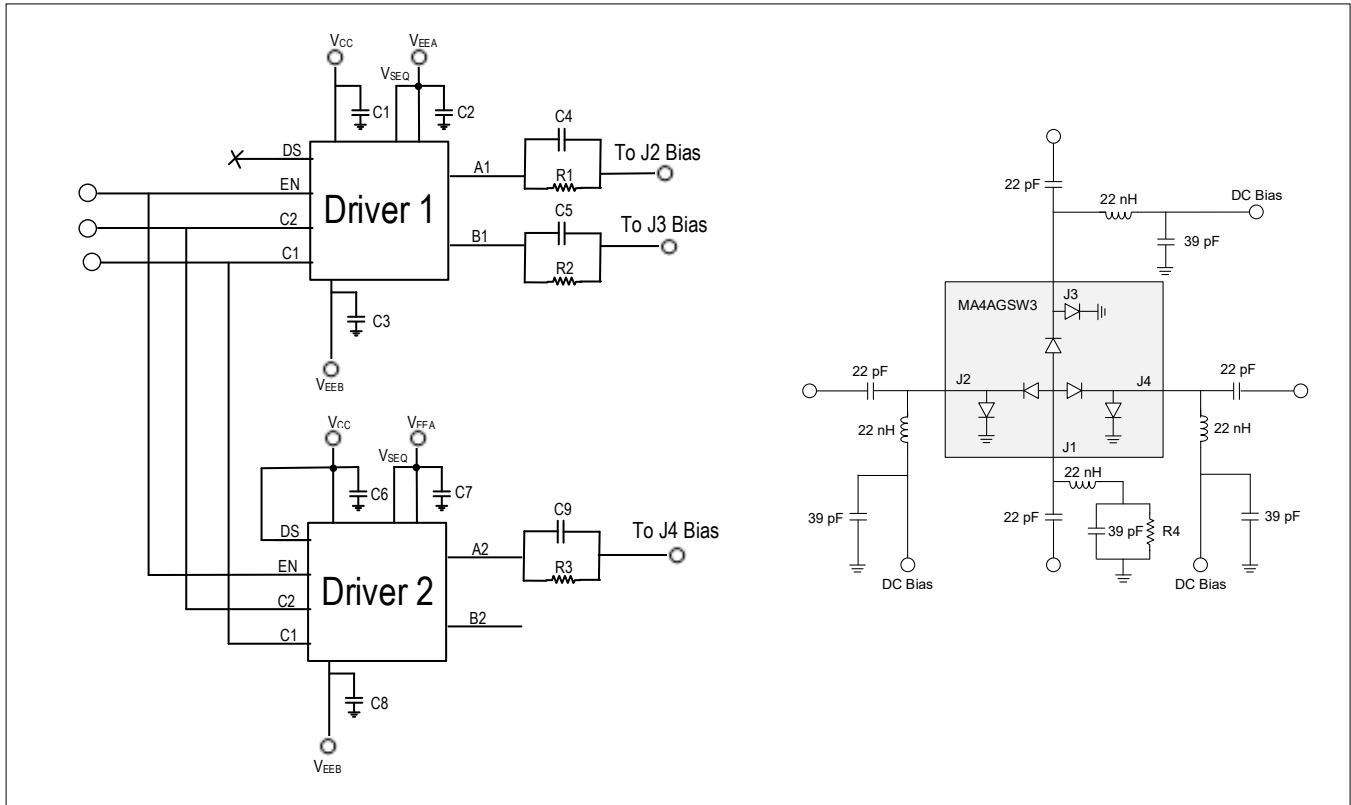 VCC
VEEA
VSEQ
C1
C2
C4
DS
A1
To J2 Bias
EN
R1
Driver 1
C2
C5
B1
To J3 Bias
C1
R2
C3
VEEB
VCC
VEEA
VSEQ
C6
C7
C9
DS
A2
To J4 Bias
EN
R3
Driver 2
C2
B2
C1
C8
VEEB
22 pF
22 nH
DC Bias
39 pF
MA4AGSW3
J3
22 pF
J2
J4
22 pF
22 nH
22 nH
J1
22 nH
39 pF
22 pF
39 pF
R4
39 pF
DC Bias
DC Bias